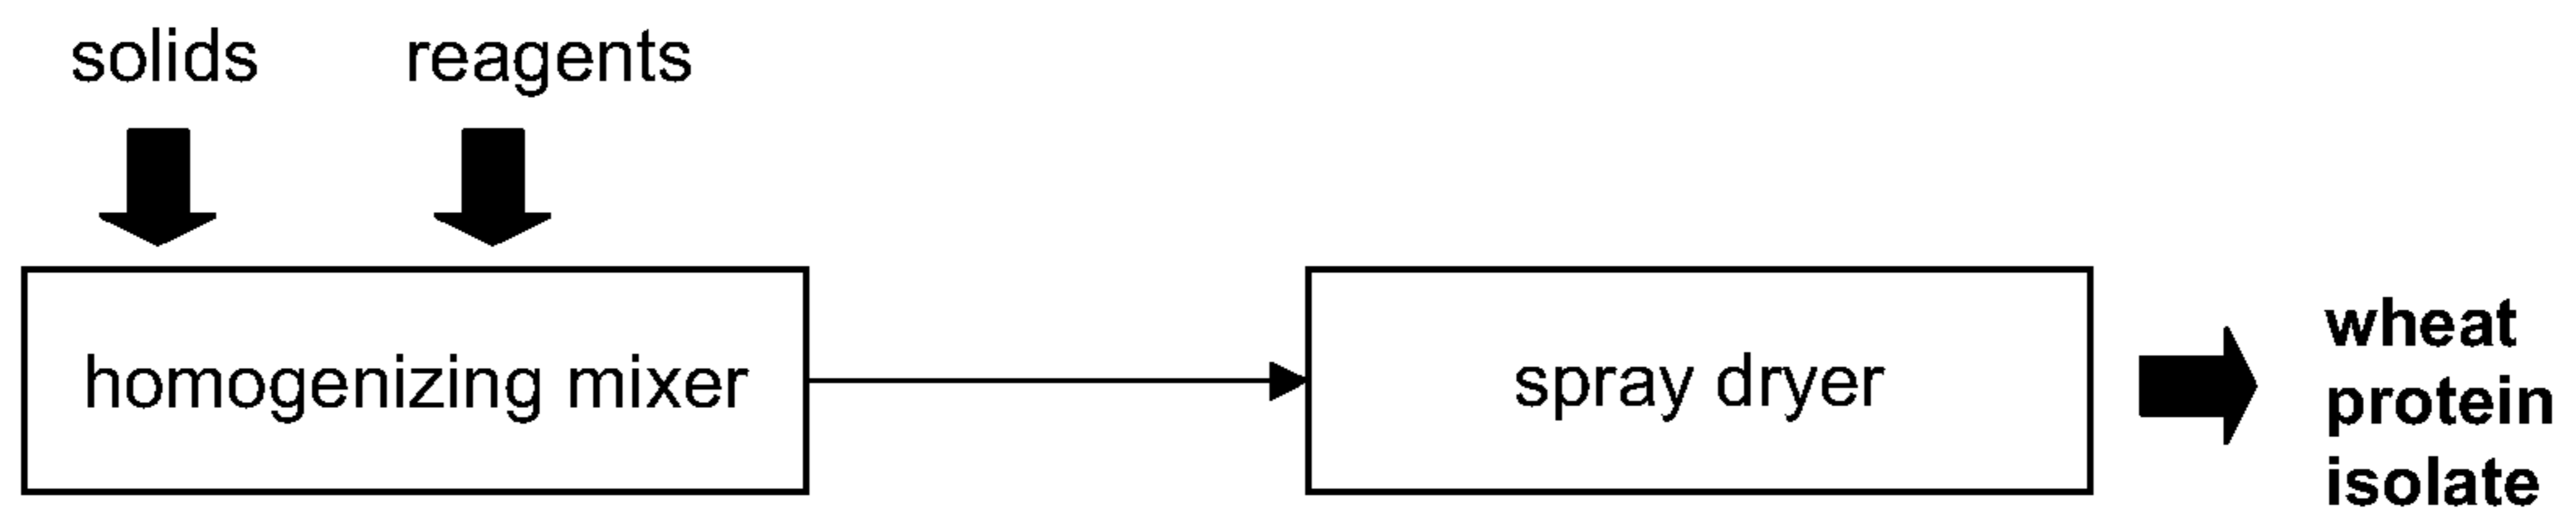 solids
reagents
homogenizing mixer
spray dryer
wheat
protein
isolate